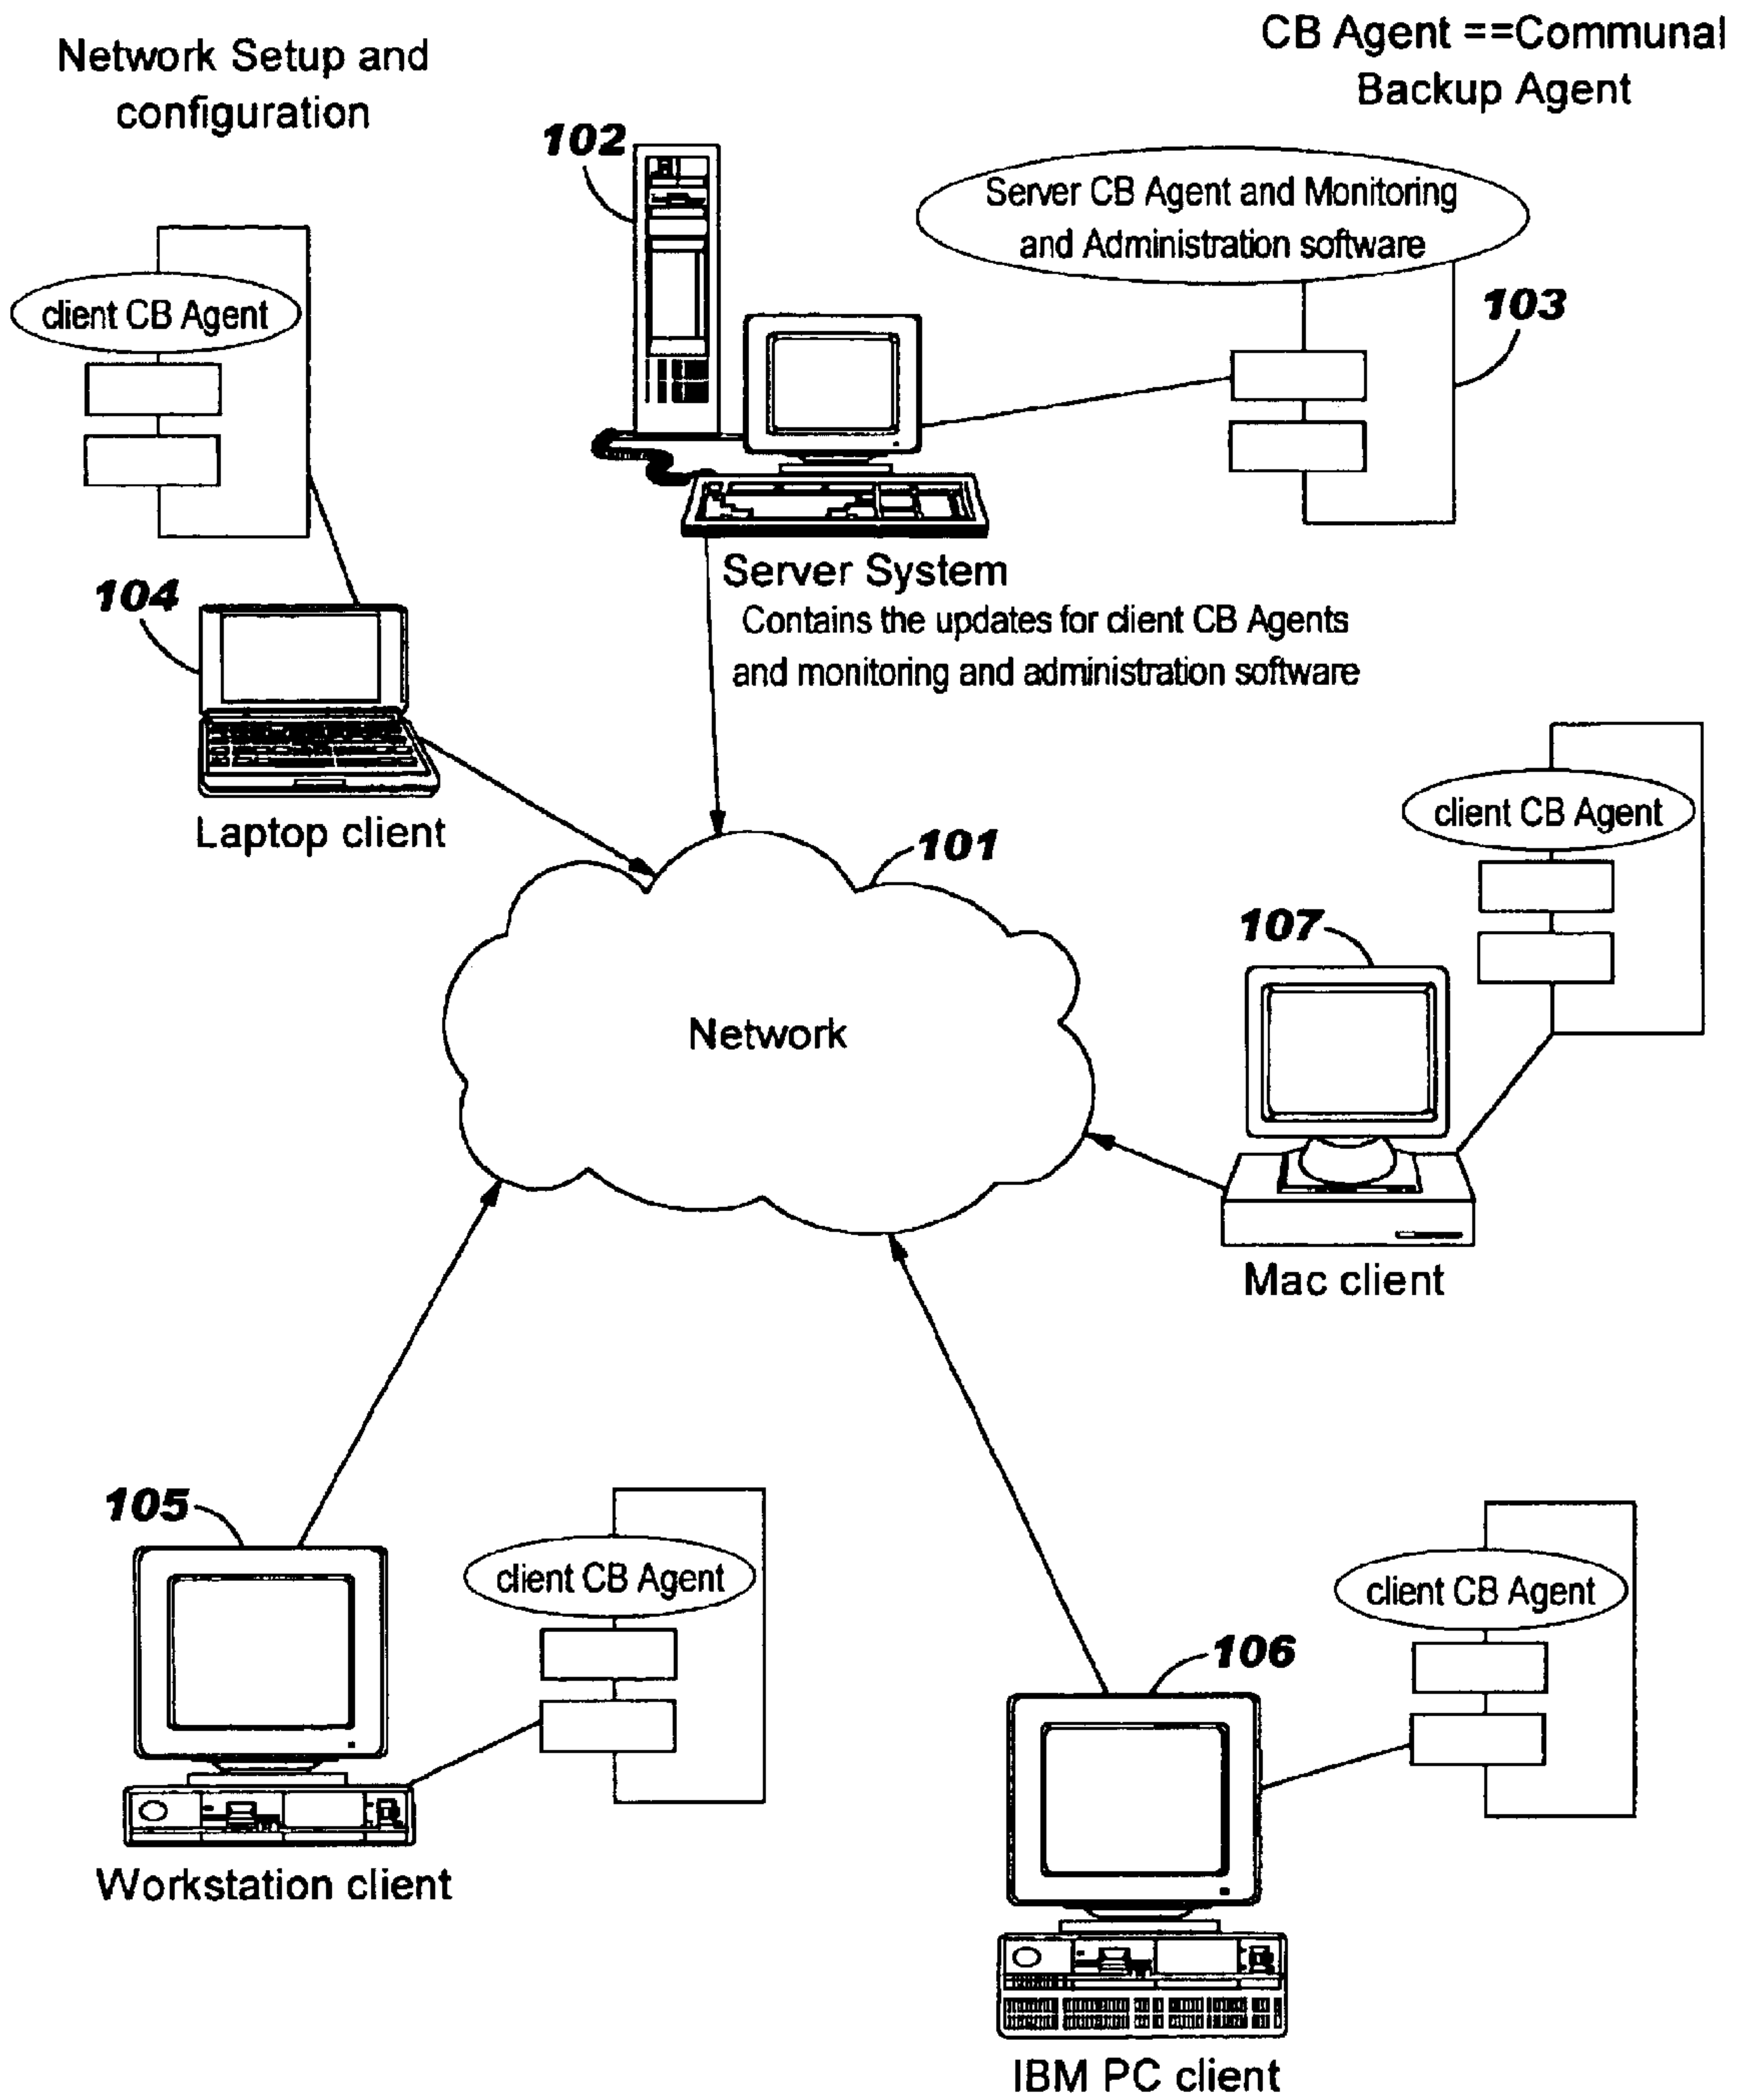 Network Setup and
configuration
CB Agent ==Communal
Backup Agent
102
Server CB Agent and Monitoring
and Administration software
103
client CB Agent
Server System
Contains the updates for client CB Agents
and monitoring and administration software
104
Laptop client
101
client CB Agent
107
Network
Mac client
105
client CB Agent
client CB Agent
106
Workstation client
IBM PC client